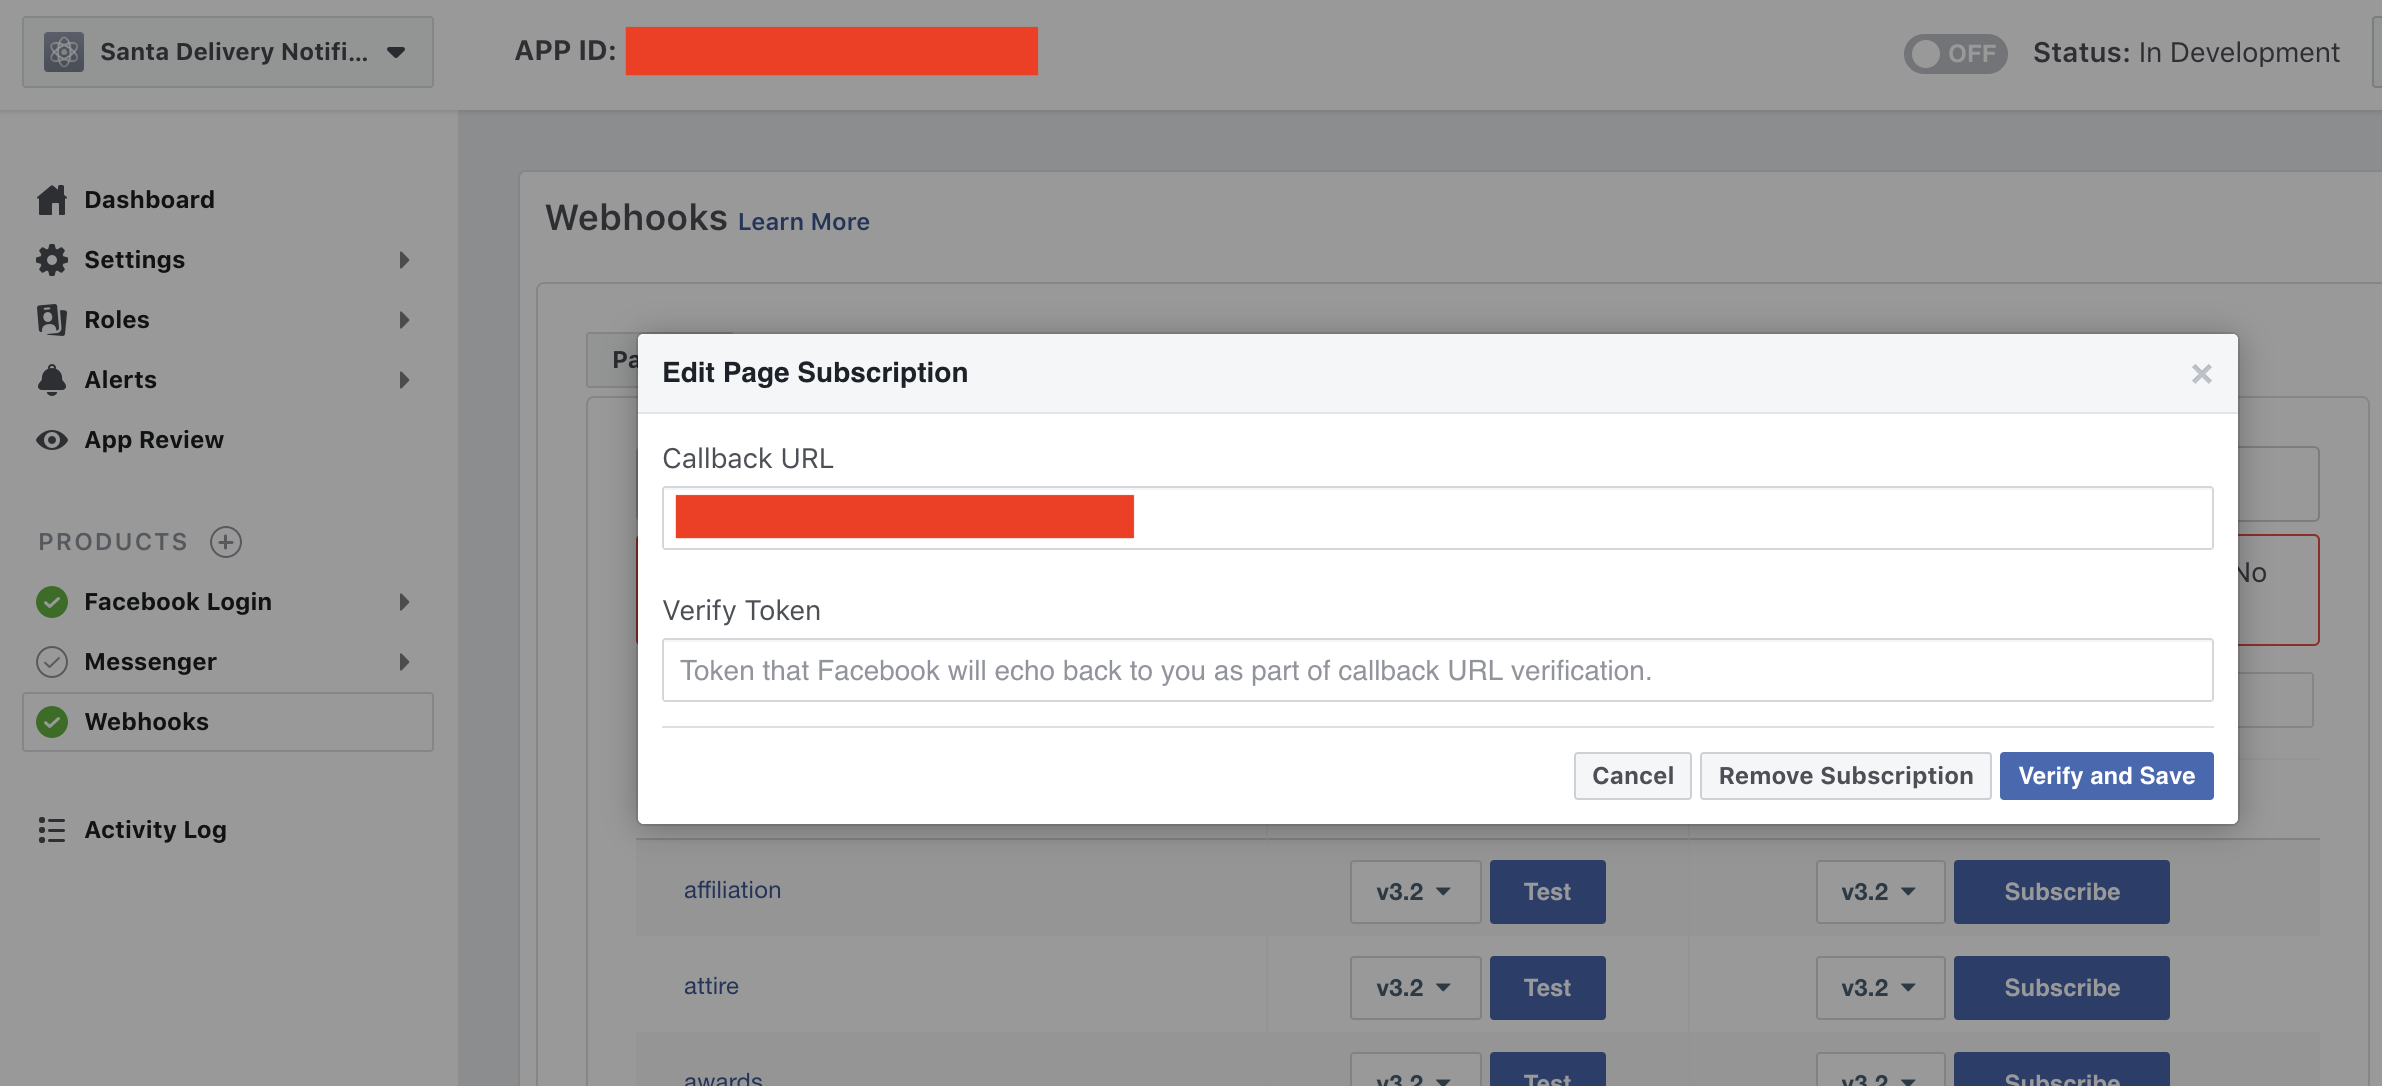 Santa Delivery Notifi...
APP ID:
OFF
Status: In Development
Dashboard
Settings
Roles
Alerts
App Review
PRODUCTS
Facebook Login
Messenger
Webhooks
Activity Log
Webhooks Learn More
Pa
Edit Page Subscription
Callback URL
No
Verify Token
Token that Facebook will echo back to you as part of callback URL verification.
Cancel
Remove Subscription
Verify and Save
affiliation v3.2 Test v3.2 Subscribe
attire v3.2 Test v3.2 Subscribe
awards v3.2 Test v3.2 Subscribe